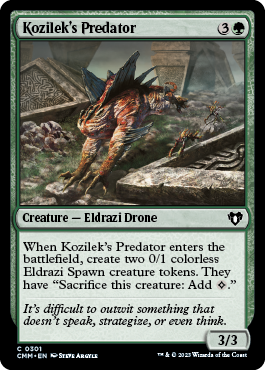 Kozilek's Predator 3
Creature — Eldrazi Drone
When Kozilek's Predator enters the
battlefield, create two 0/1 colorless
Eldrazi Spawn creature tokens. They
have “Sacrifice this creature: Add .”
It's difficult to outwit something that
doesn't speak, strategize, or even think.
3/3
C 0301
CMM • EN Steve Argyle
™ & © 2023 Wizards of the Coast